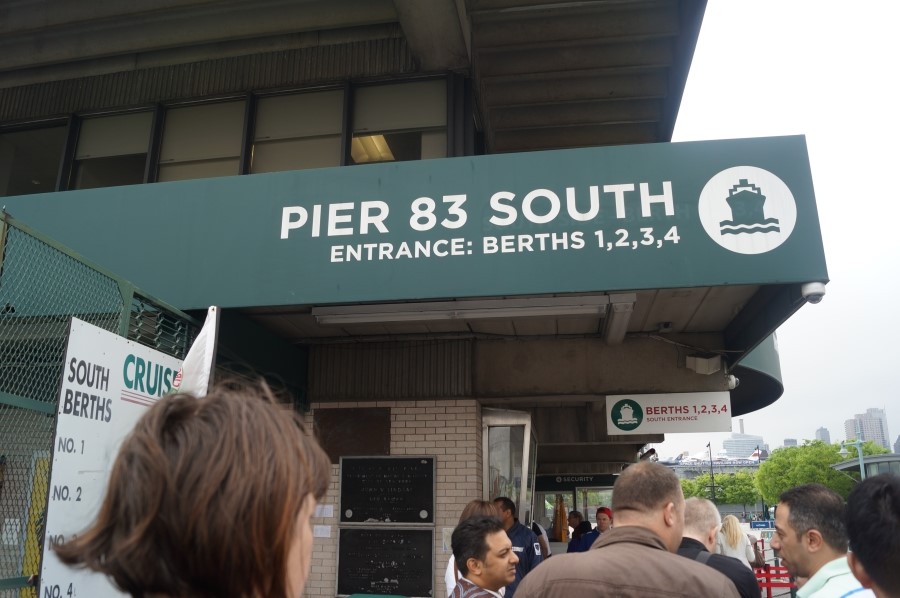 PIER 83 SOUTH
ENTRANCE: BERTHS 1,2,3,4
SOUTH
BERTHS
CRUIS
NO. 1
NO. 2
NO. 4
BERTHS 1,2,3,4
SOUTH ENTRANCE
SECURITY